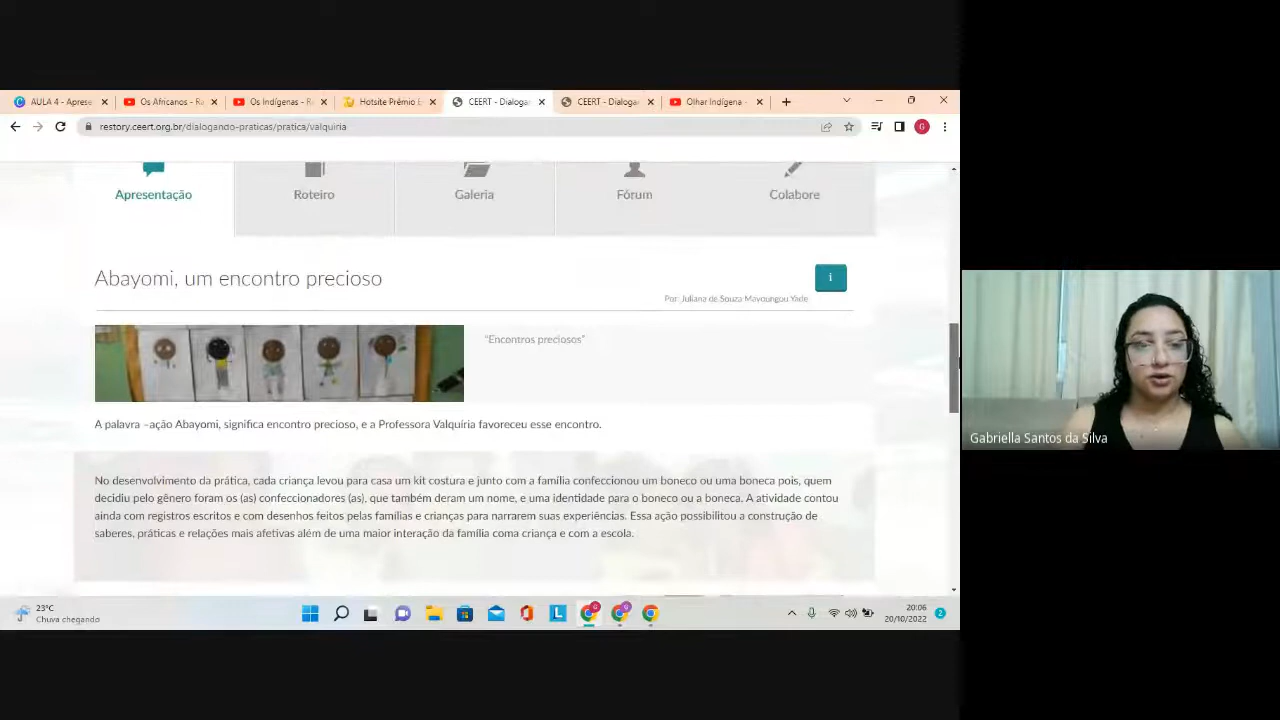 AULA 4 - Aprese
Os Africanos - Ra
Os Indígenas - R
Hotsite Prêmio E
CEERT - Dialoga
CEERT - Dialoga
Olhar Indígena -
restory.ceert.org.br/dialogando-praticas/pratica/valquiria
G
Apresentação
Roteiro
Galeria
Fórum
Colabore
Abayomi, um encontro precioso
i
Por: Juliana de Souza Mavoungou Yade
"Encontros preciosos"
A palavra –ação Abayomi, significa encontro precioso, e a Professora Valquíria favoreceu esse encontro.
No desenvolvimento da prática, cada criança levou para casa um kit costura e junto com a família confeccionou um boneco ou uma boneca pois, quem
decidiu pelo gênero foram os (as) confeccionadores (as), que também deram um nome, e uma identidade para o boneco ou a boneca. A atividade contou
ainda com registros escritos e com desenhos feitos pelas famílias e crianças para narrarem suas experiências. Essa ação possibilitou a construção de
saberes, práticas e relações mais afetivas além de uma maior interação da família coma criança e com a escola.
Gabriella Santos da Silva
23°C
Chuva chegando
L
20:06
20/10/2022
2